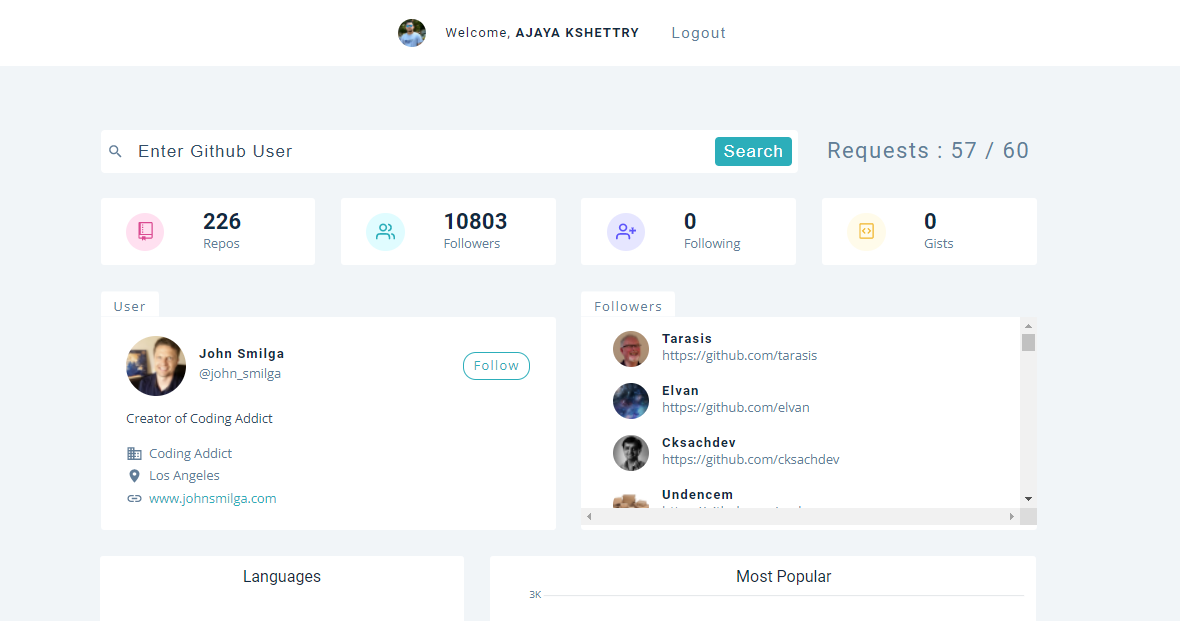 Welcome, AJAYA KSHETTRY
Logout
Enter Github User
Search
Requests : 57 / 60
226
Repos
10803
Followers
0
Following
0
Gists
User
John Smilga
@john_smilga
Follow
Creator of Coding Addict
Coding Addict
Los Angeles
www.johnsmilga.com
Followers
Tarasis
https://github.com/tarasis
Elvan
https://github.com/elvan
Cksachdev
https://github.com/cksachdev
Undencem
Languages
Most Popular
3K